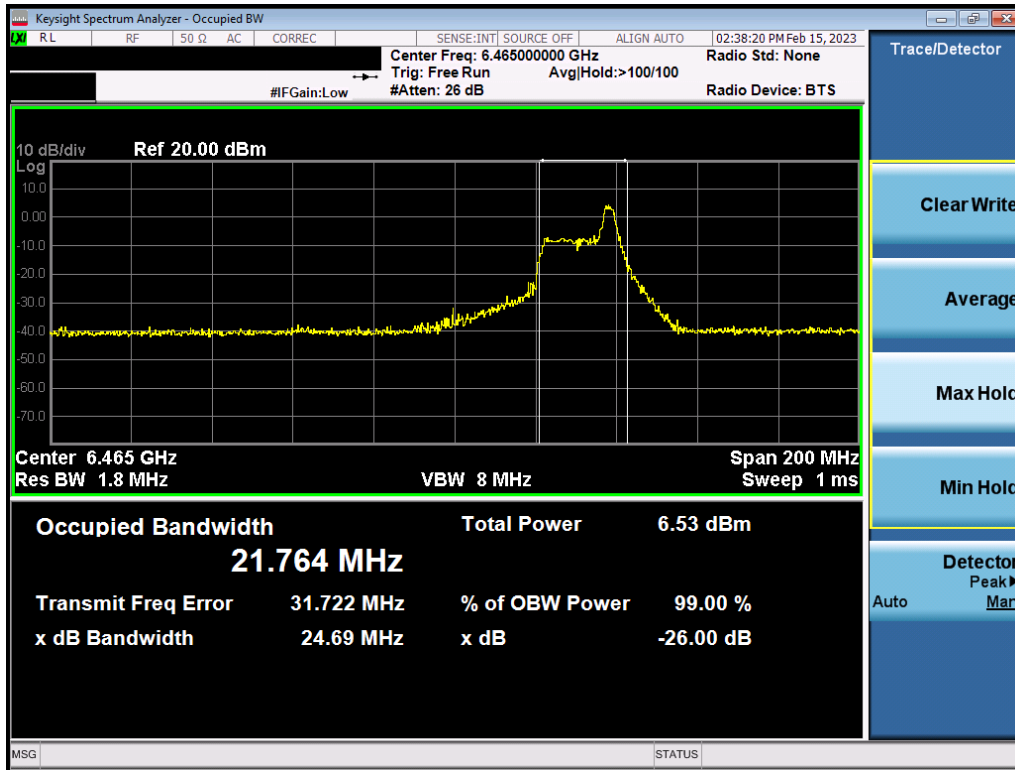 Keysight Spectrum Analyzer - Occupied BW
LXI RL RF 50 Ω AC CORREC SENSE:INT SOURCE OFF ALIGN AUTO 02:38:20 PM Feb 15, 2023
Center Freq: 6.465000000 GHz Radio Std: None
Trig: Free Run Avg|Hold:>100/100
#IFGain:Low #Atten: 26 dB Radio Device: BTS
Trace/Detector
10 dB/div Ref 20.00 dBm
Log
10.0
0.00
-10.0
-20.0
-30.0
-40.0
-50.0
-60.0
-70.0
Center 6.465 GHz Span 200 MHz
Res BW 1.8 MHz VBW 8 MHz Sweep 1 ms
Occupied Bandwidth Total Power 6.53 dBm
21.764 MHz
Transmit Freq Error 31.722 MHz % of OBW Power 99.00 %
x dB Bandwidth 24.69 MHz x dB -26.00 dB
Clear Write
Average
Max Hold
Min Hold
Detector
Peak▶
Auto Man
MSG STATUS